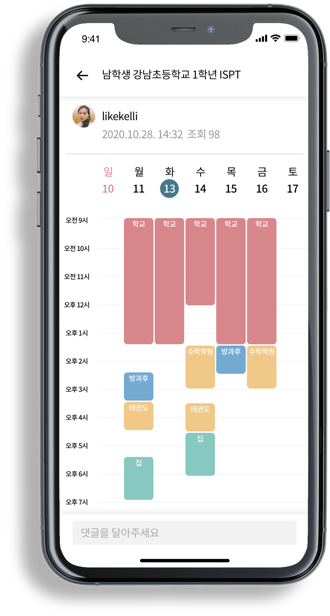 9:41
남학생 강남초등학교 1학년 ISPT
likekelli
2020.10.28. 14:32 조회 98
일 월 화 수 목 금 토
10 11 13 14 15 16 17
오전 9시 학교 학교 학교 학교 학교
오전 10시
오전 11시
오후 12시
오후 1시
수학학원 방과후 수학학원
오후 2시
방과후
오후 3시
태권도 태권도
오후 4시
집
오후 5시
집
오후 6시
오후 7시
댓글을 달아주세요